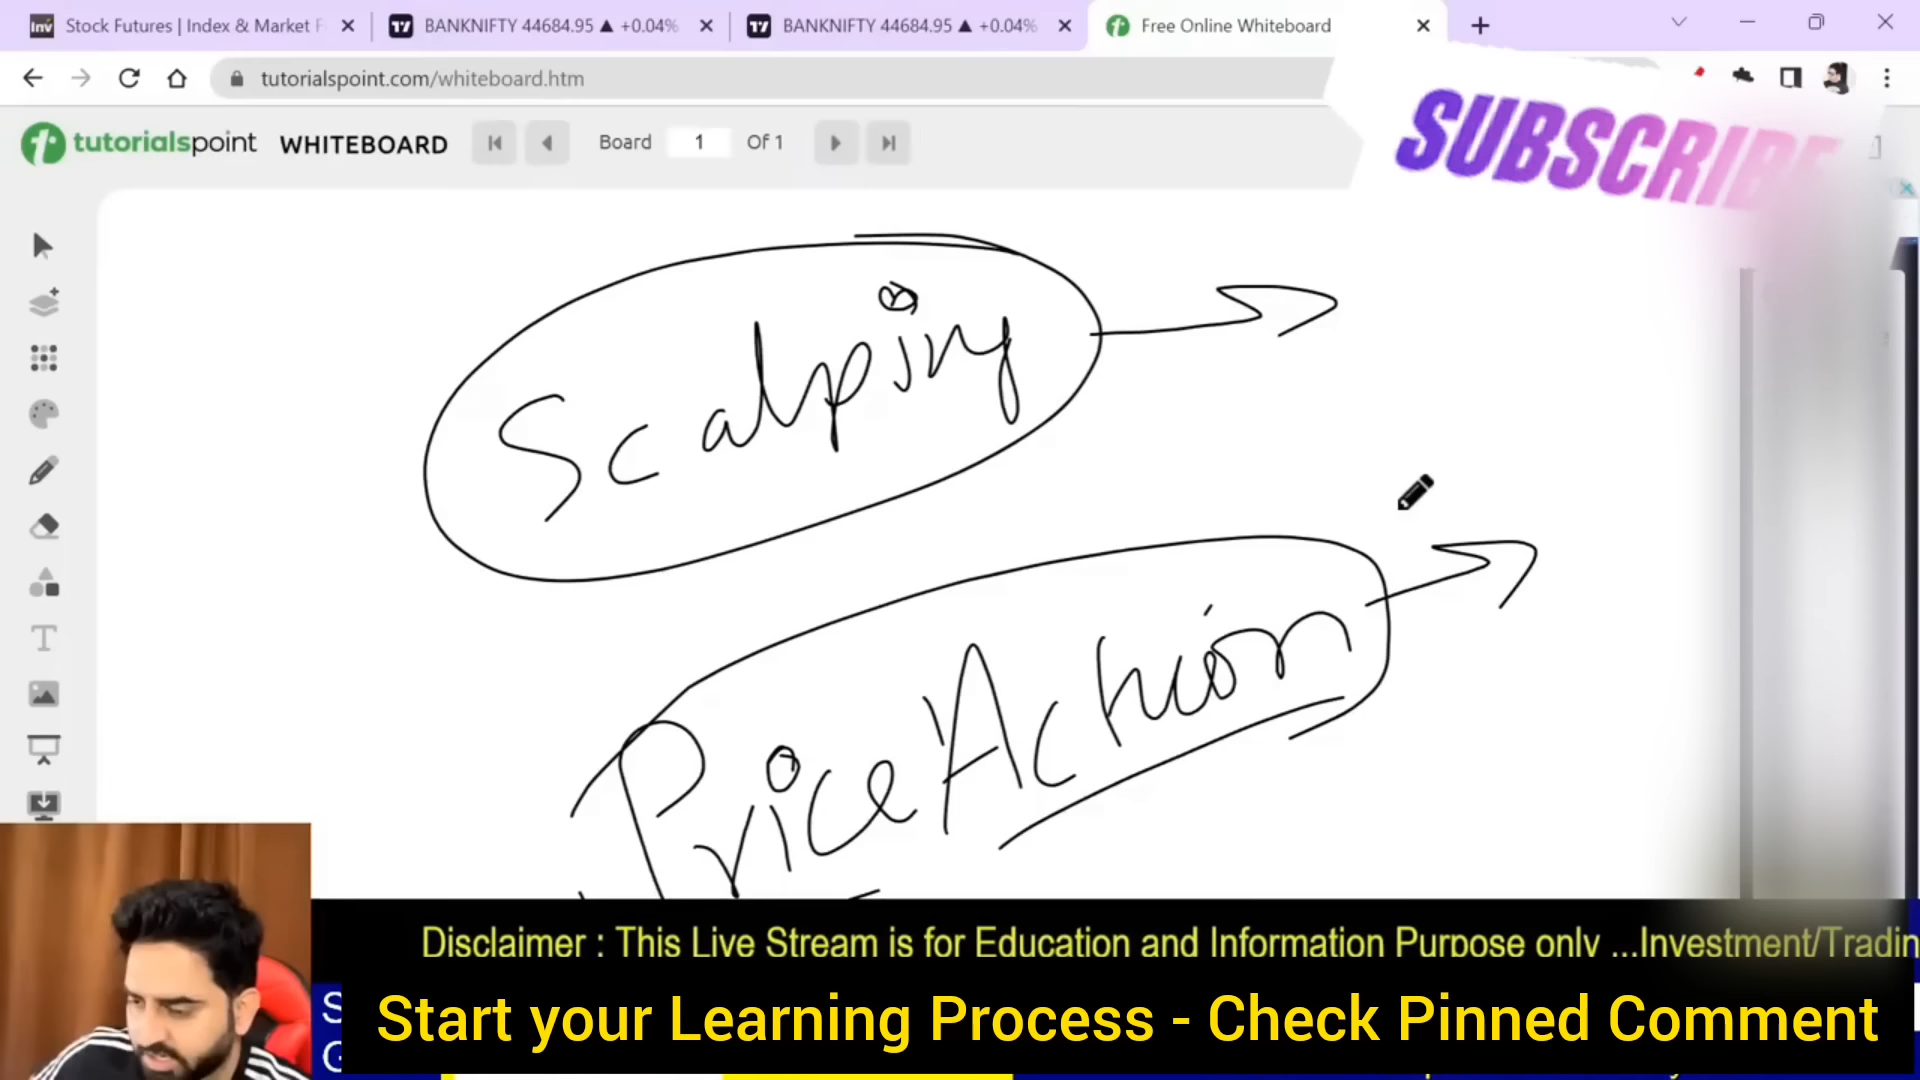 Stock Futures | Index & Market F
BANKNIFTY 44684.95 ▲ +0.04%
BANKNIFTY 44684.95 ▲ +0.04%
Free Online Whiteboard
tutorialspoint.com/whiteboard.htm
SUBSCRIBE
tutorialspoint WHITEBOARD Board 1 Of 1
Scalping
Price Action
Disclaimer : This Live Stream is for Education and Information Purpose only ...Investment/Tradin
Start your Learning Process - Check Pinned Comment